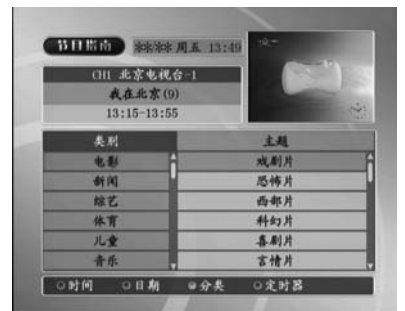 节目指南 **/** 周五 13:49
CH1 北京电视台-1
我在北京(9)
13:15-13:55
类别 主题
电影 戏剧片
新闻 恐怖片
综艺 西部片
体育 科幻片
儿童 喜剧片
音乐 言情片
时间 日期 分类 定时器